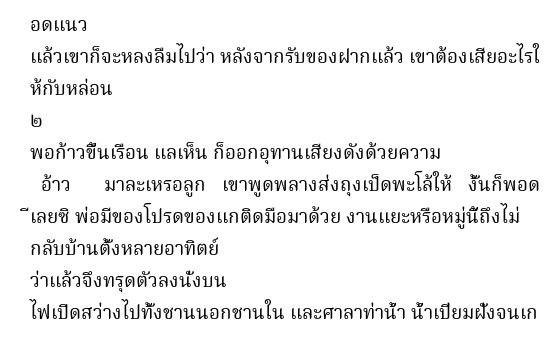 อดแนว
แล้วเขาก็จะหลงลืมไปว่า หลังจากรับของฝากแล้ว เขาต้องเสียอะไรใ
ห้กับหล่อน
๒
พอก้าวขึ้นเรือน แลเห็น ก็ออกอุทานเสียงดังด้วยความ
อ้าว มาละเหรอลูก เขาพูดพลางส่งถุงเป็ดพะโล้ให้ งั้นก็พอด
ีเลยซิ พ่อมีของโปรดของแกติดมือมาด้วย งานแยะหรือหมู่นี้ถึงไม่
กลับบ้านตั้งหลายอาทิตย์
ว่าแล้วจึงทรุดตัวลงนั่งบน
ไฟเปิดสว่างไปทั้งชานนอกชานใน และศาลาท่าน้ำ น้ำเปี่ยมฝั่งจนเก